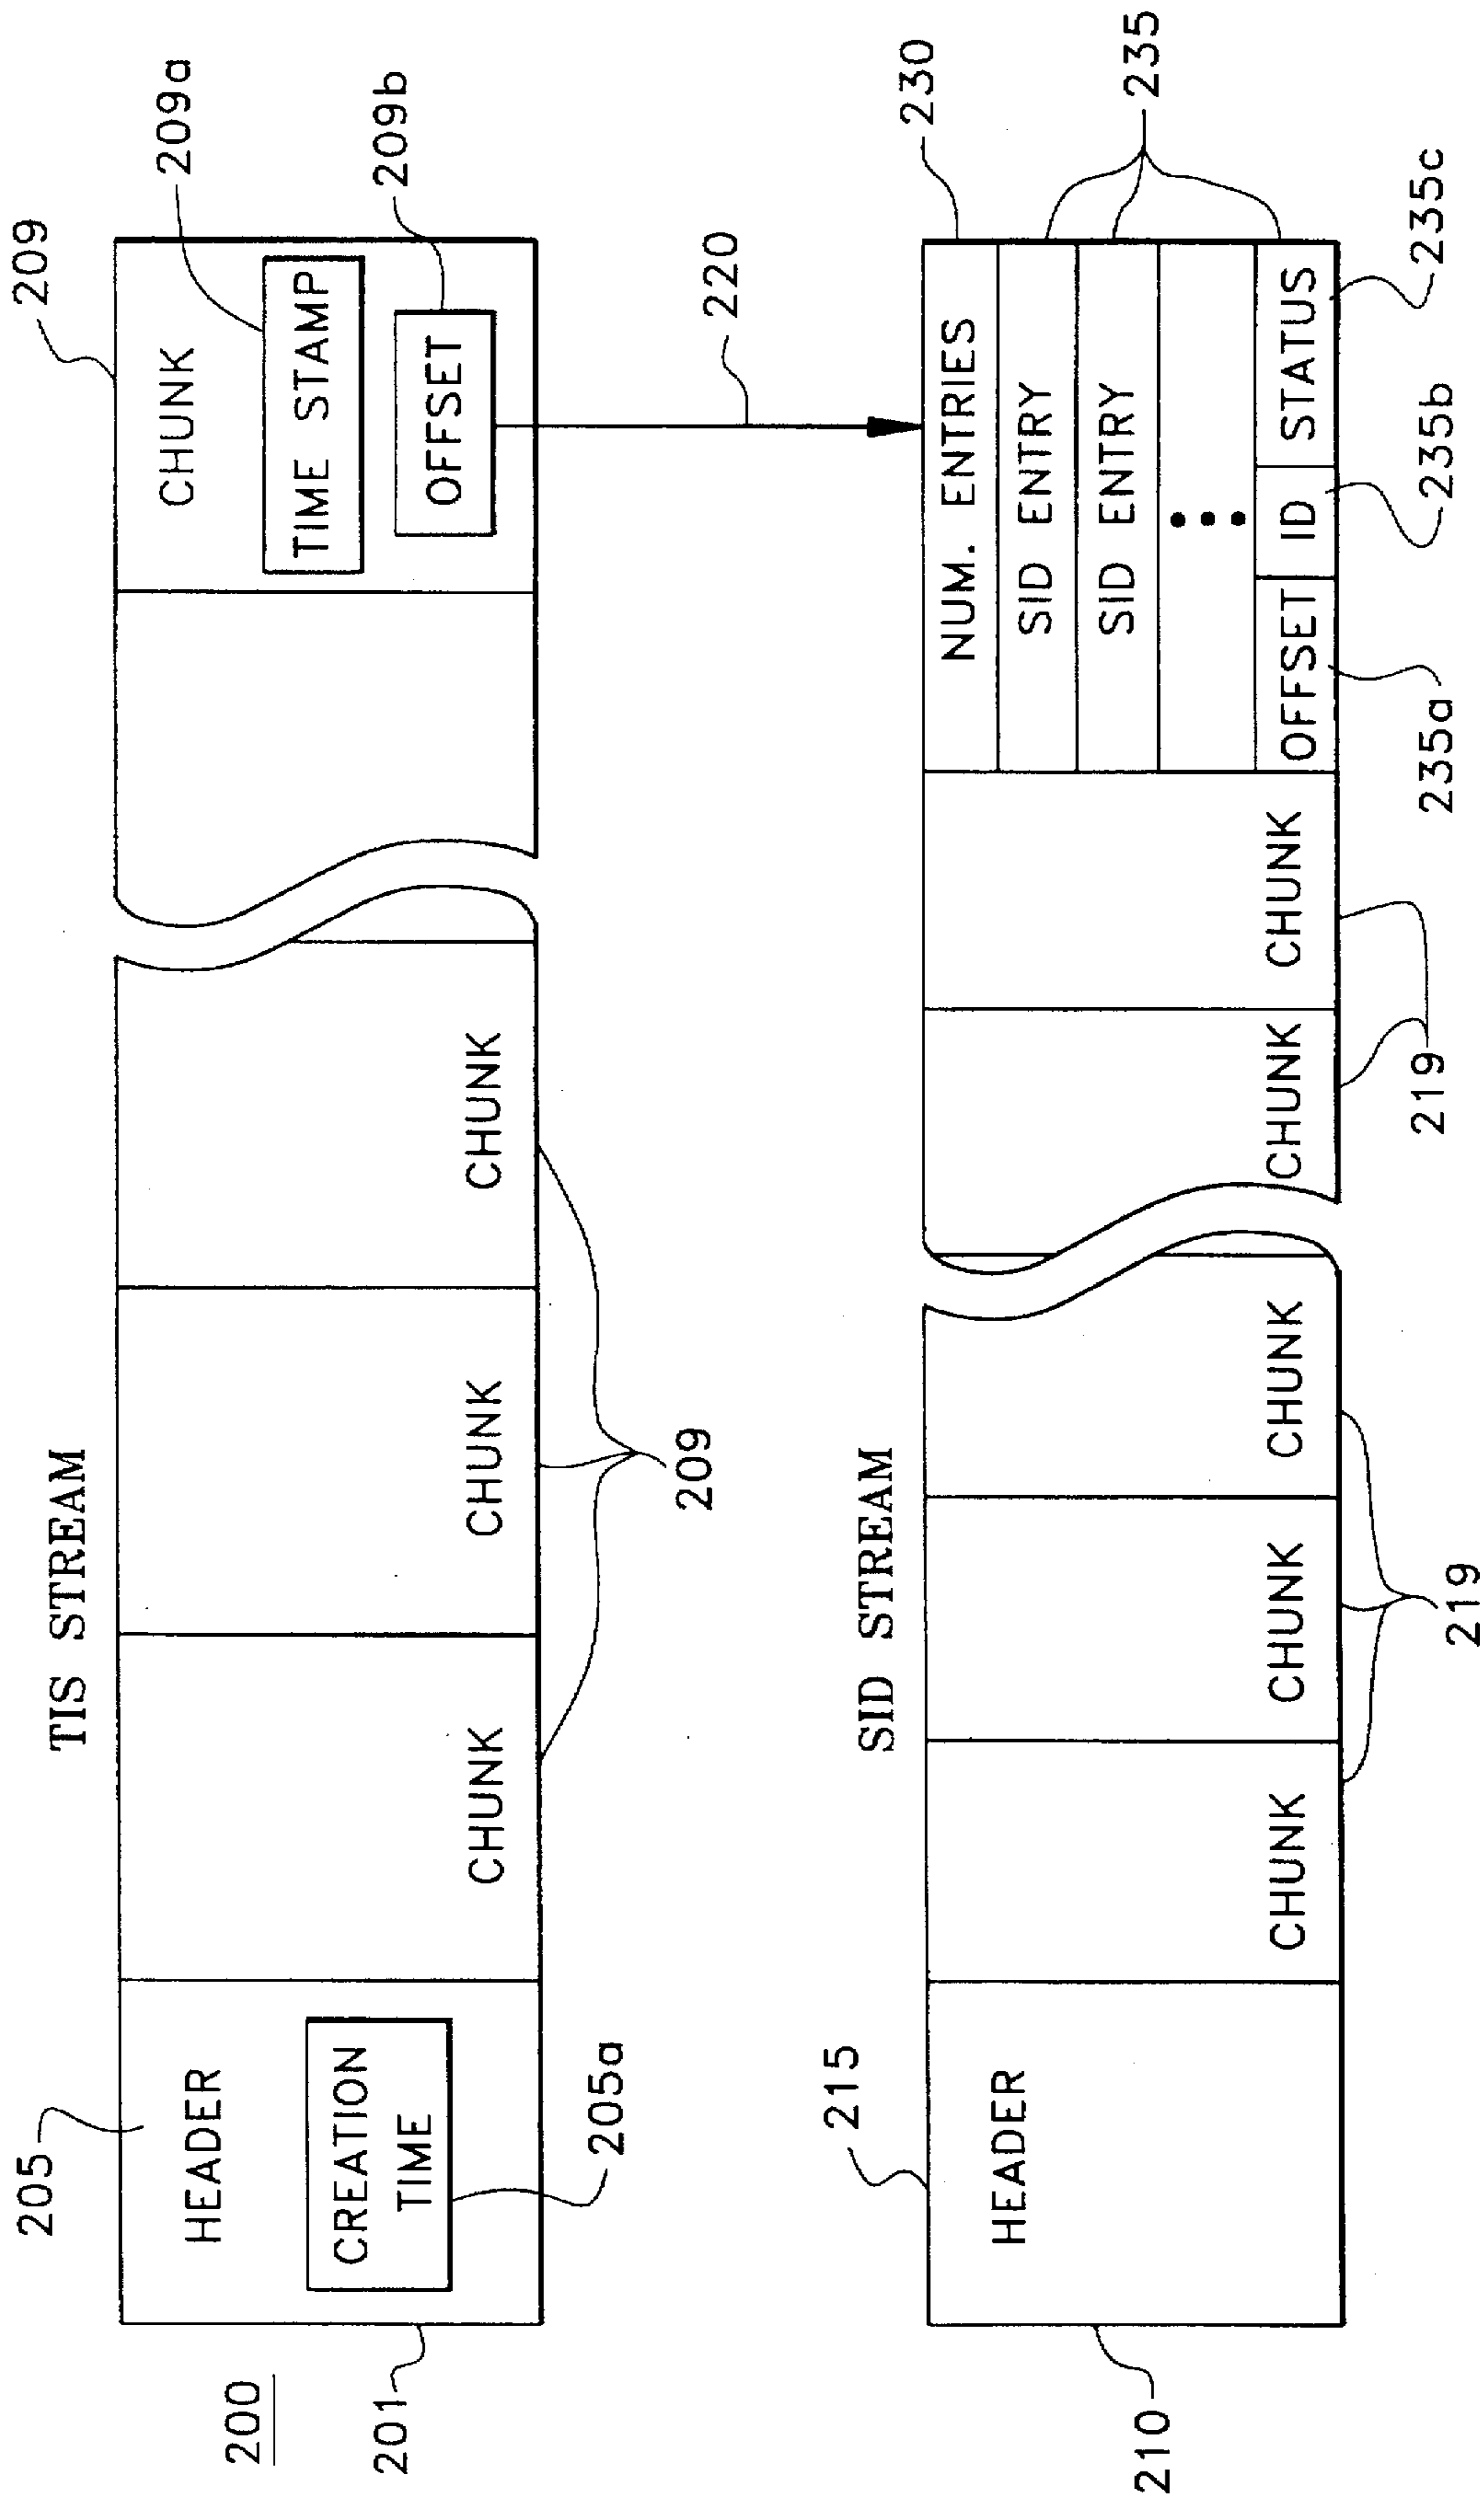 200
TIS STREAM
201
205
HEADER
CREATION
TIME
205a
CHUNK
CHUNK
CHUNK
209
209
CHUNK
TIME STAMP
209a
OFFSET
209b
220
SID STREAM
210
215
HEADER
CHUNK
CHUNK
CHUNK
219
CHUNK
CHUNK
219
NUM. ENTRIES
230
SID ENTRY
SID ENTRY
235
OFFSET
ID
STATUS
235a
235b
235c